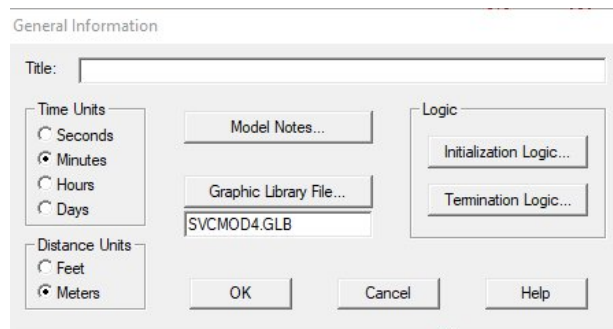 General Information
Title:
Time Units
Seconds
Minutes
Hours
Days
Distance Units
Feet
Meters
Model Notes...
Graphic Library File...
SVCMOD4.GLB
Logic
Initialization Logic...
Termination Logic...
OK
Cancel
Help